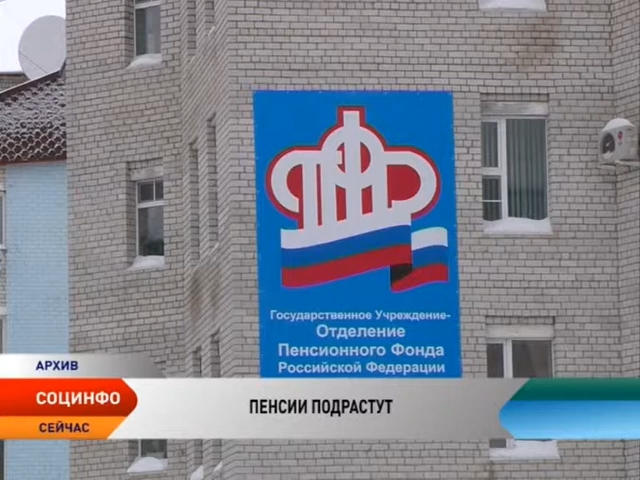 ПФР
Государственное Учреждение-
Отделение
Пенсионного Фонда
Российской Федерации
АРХИВ
СОЦИНФО
СЕЙЧАС
ПЕНСИИ ПОДРАСТУТ